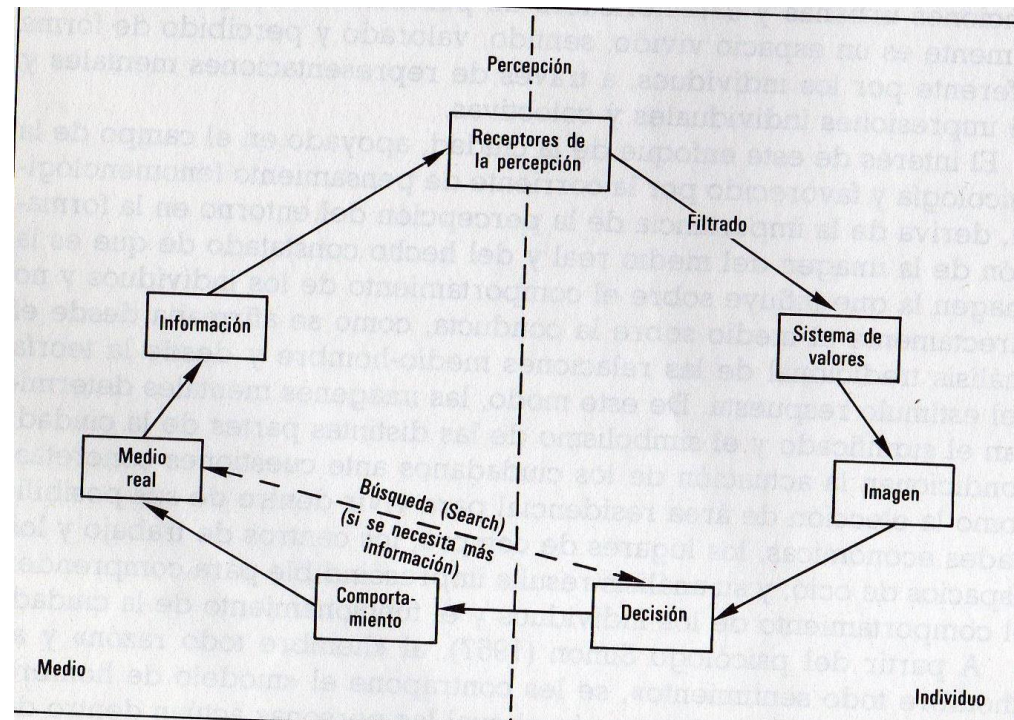 Percepción
Receptores de
la percepción
Filtrado
Información
Sistema de
valores
Medio
real
Imagen
Búsqueda (Search)
(si se necesita más
información)
Comporta-
miento
Decisión
Medio
Individuo